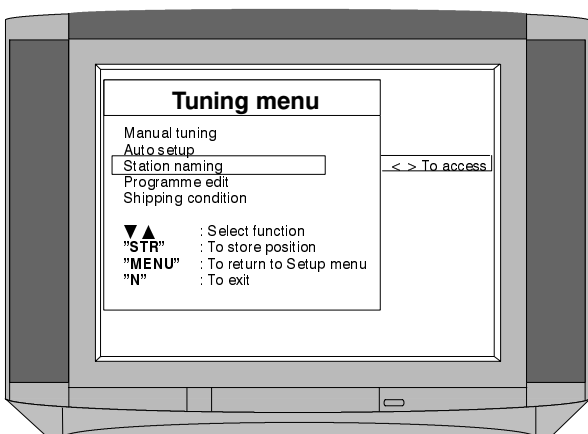 Tuning menu
Manual tuning
Auto setup
Station naming
< > To access
Programme edit
Shipping condition
▼ ▲ : Select function
"STR" : To store position
"MENU" : To return to Setup menu
"N" : To exit